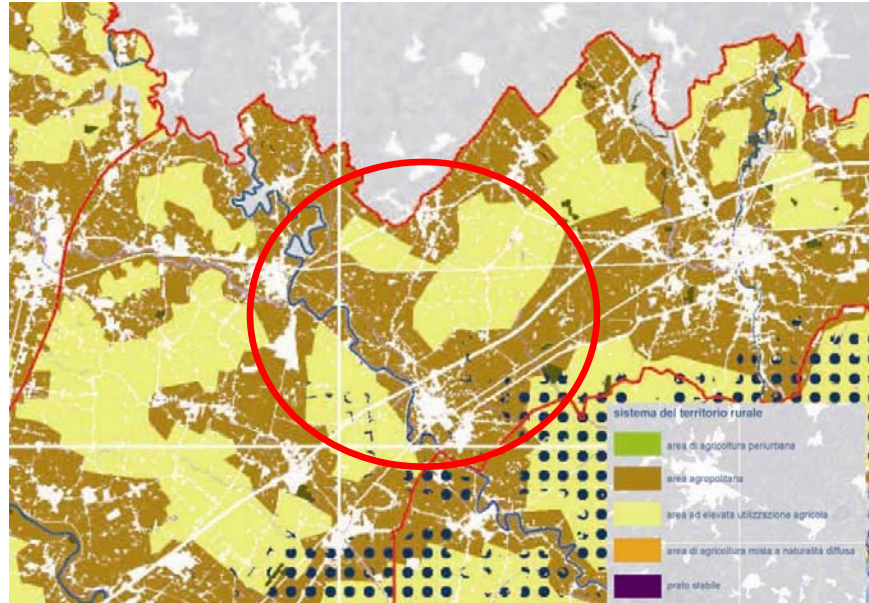 sistema del territorio rurale
area di agricoltura periurbana
area agropolitana
area ad elevata utilizzazione agricola
area di agricoltura mista a naturalità diffusa
prato stabile